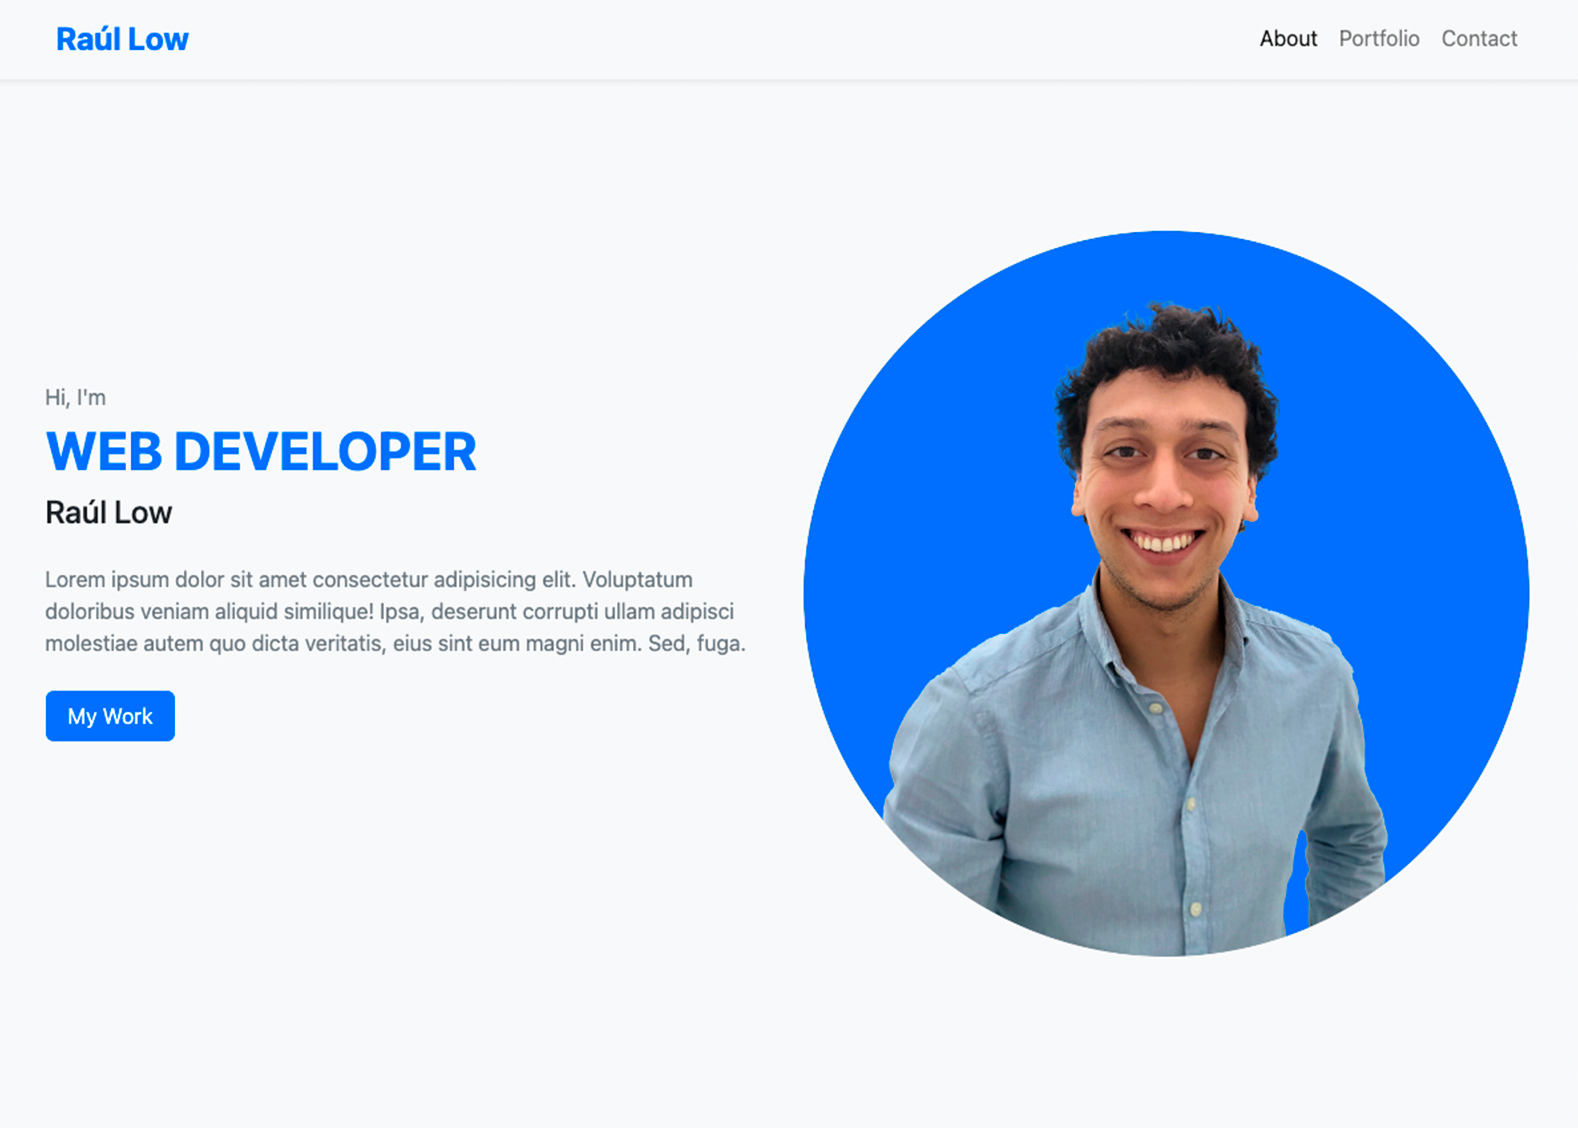 Raúl Low
About Portfolio Contact
Hi, I'm
WEB DEVELOPER
Raúl Low
Lorem ipsum dolor sit amet consectetur adipisicing elit. Voluptatum
doloribus veniam aliquid similique! Ipsa, deserunt corrupti ullam adipisci
molestiae autem quo dicta veritatis, eius sint eum magni enim. Sed, fuga.
My Work